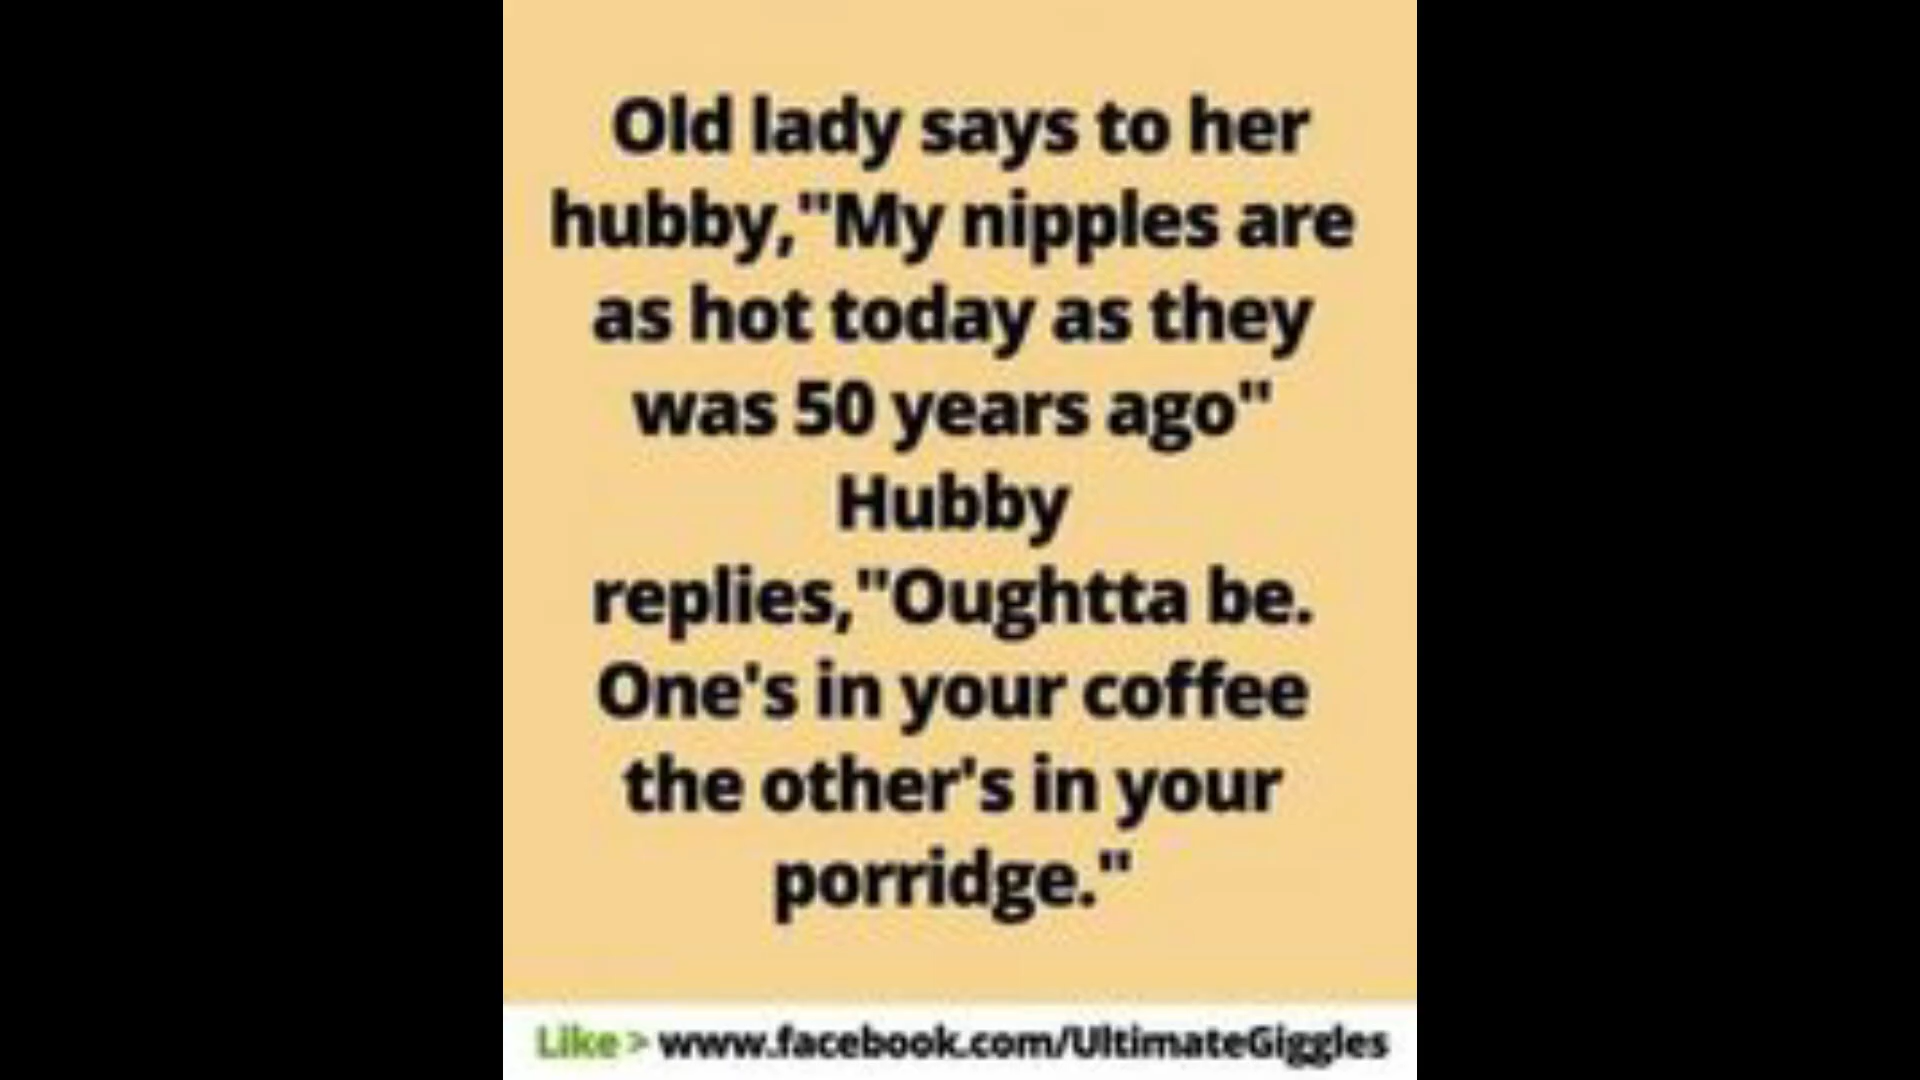 Old lady says to her
hubby,"My nipples are
as hot today as they
was 50 years ago"
Hubby
replies,"Oughtta be.
One's in your coffee
the other's in your
porridge."
Like > www.facebook.com/UltimateGiggles